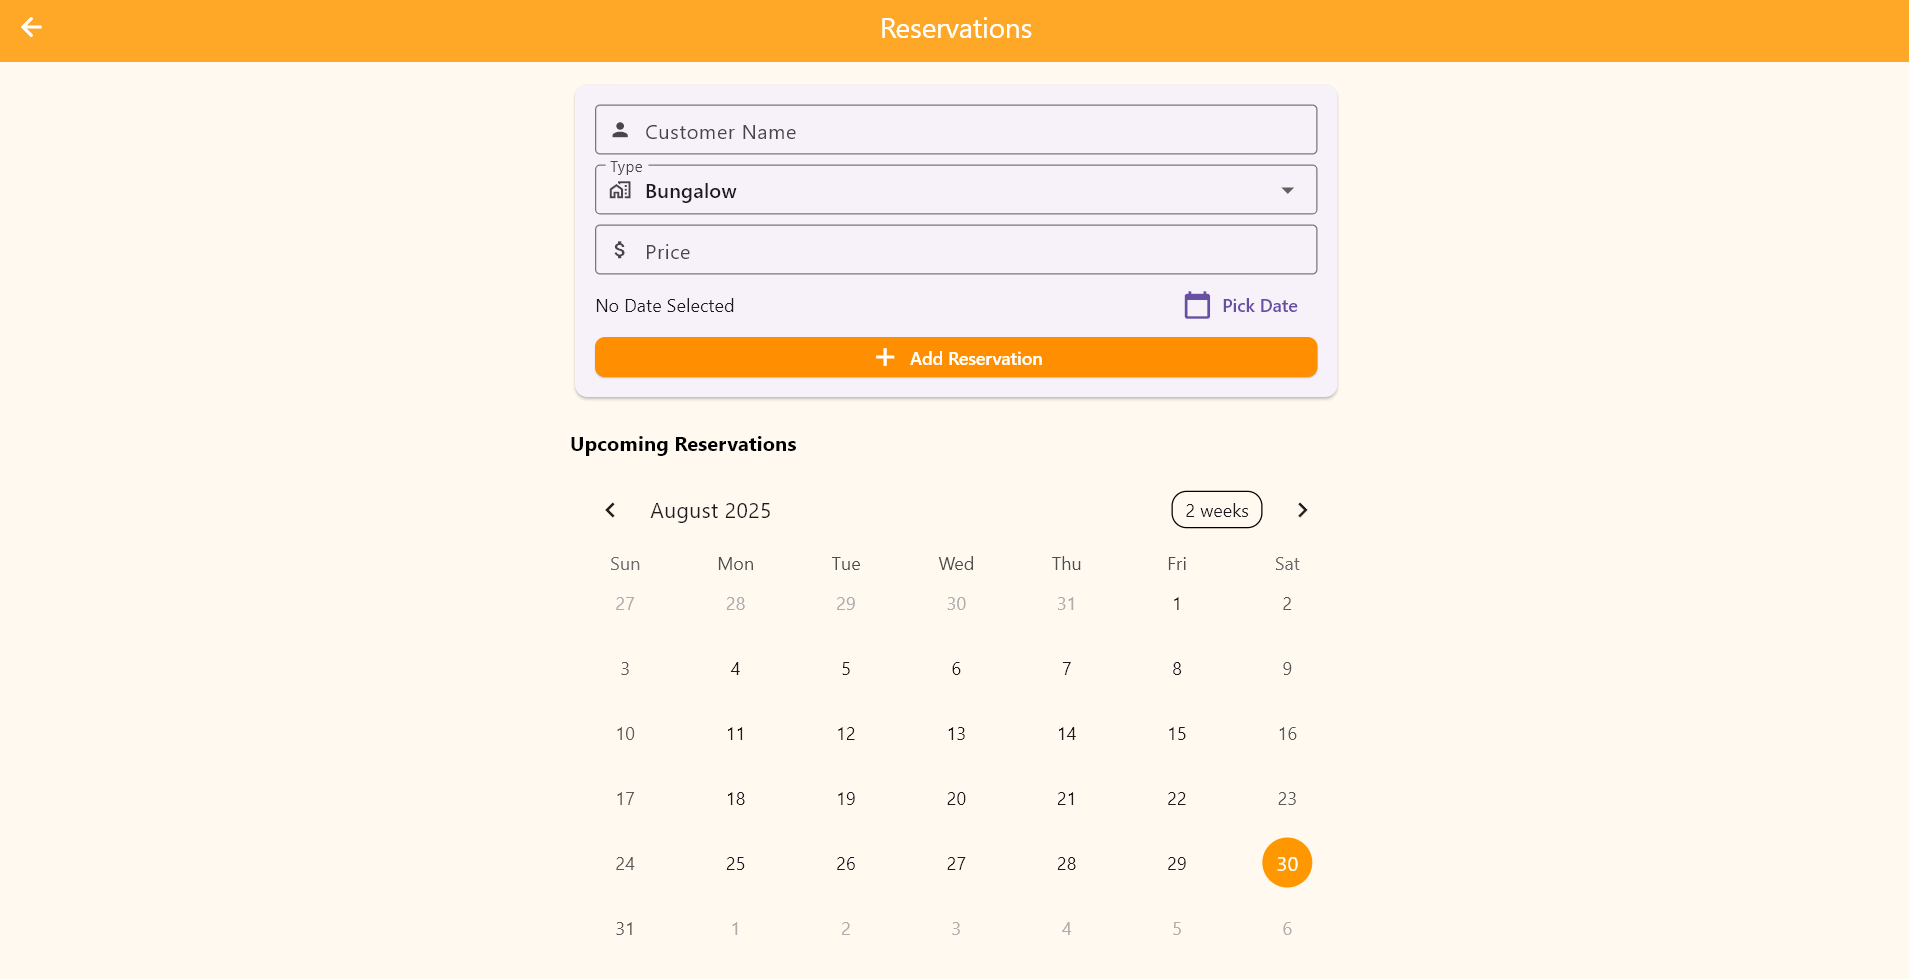 Reservations
Customer Name
Type
Bungalow
Price
No Date Selected Pick Date
Add Reservation
Upcoming Reservations
August 2025 2 weeks
Sun Mon Tue Wed Thu Fri Sat
27 28 29 30 31 1 2
3 4 5 6 7 8 9
10 11 12 13 14 15 16
17 18 19 20 21 22 23
24 25 26 27 28 29 30
31 1 2 3 4 5 6